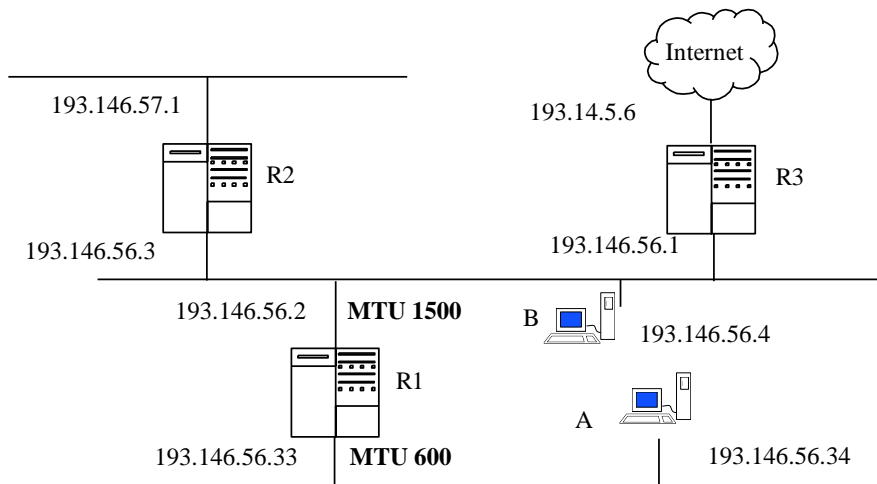 Internet
193.146.57.1
193.14.5.6
R2
R3
193.146.56.3
193.146.56.1
193.146.56.2
MTU 1500
B
193.146.56.4
R1
A
193.146.56.33
MTU 600
193.146.56.34